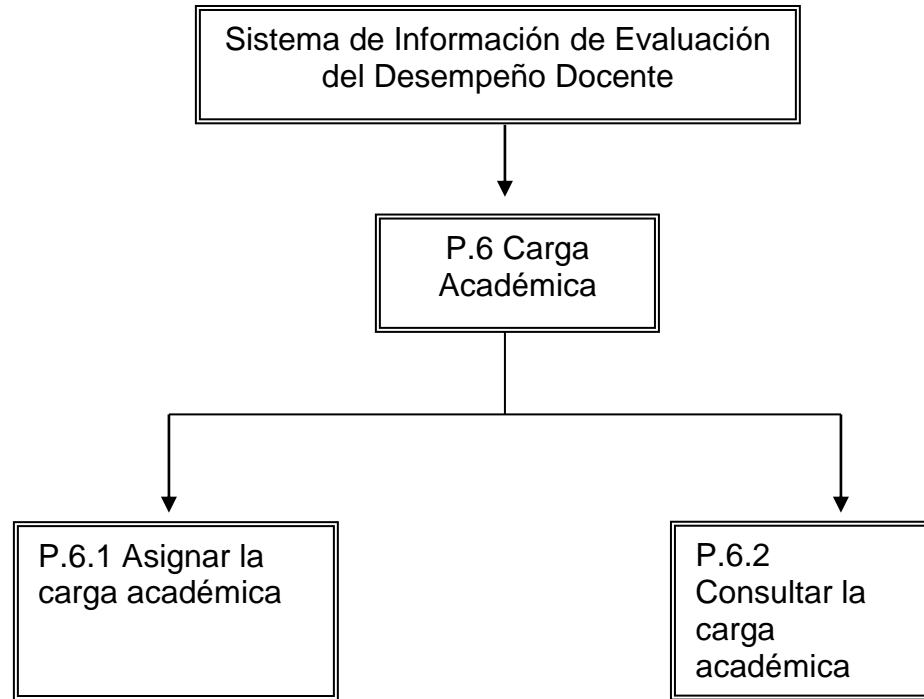 Sistema de Información de Evaluación
del Desempeño Docente
P.6 Carga
Académica
P.6.1 Asignar la
carga académica
P.6.2
Consultar la
carga
académica